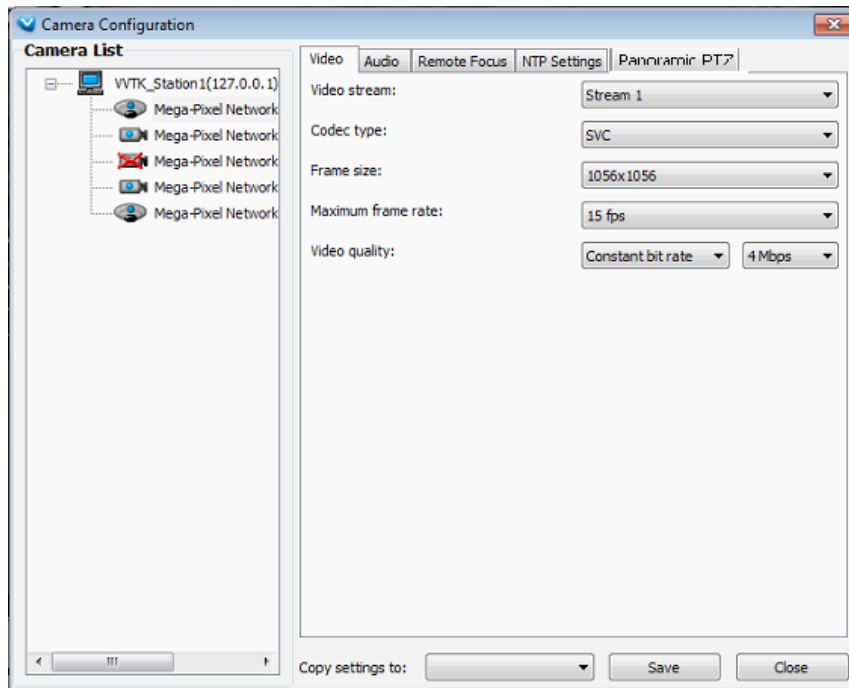 Camera Configuration
Camera List
VVTK_Station1(127.0.0.1)
Mega-Pixel Network
Mega-Pixel Network
Mega-Pixel Network
Mega-Pixel Network
Mega-Pixel Network
Video Audio Remote Focus NTP Settings Panoramic PTZ
Video stream: Stream 1
Codec type: SVC
Frame size: 1056x1056
Maximum frame rate: 15 fps
Video quality: Constant bit rate 4 Mbps
Copy settings to: Save Close